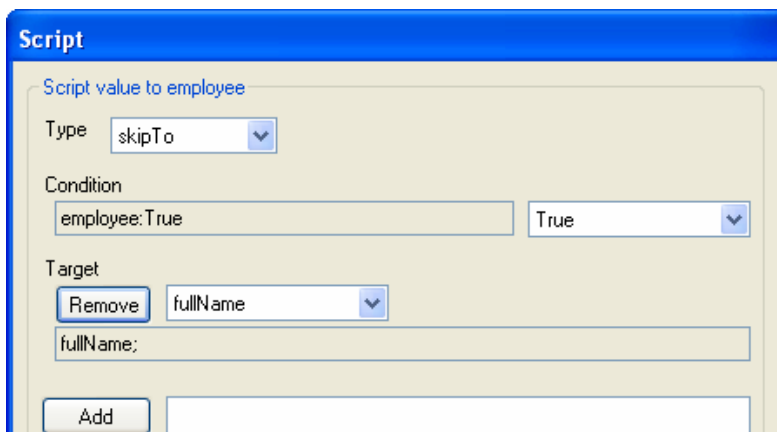 Script
Script value to employee
Type skipTo
Condition
employee:True True
Target
Remove fullName
fullName;
Add